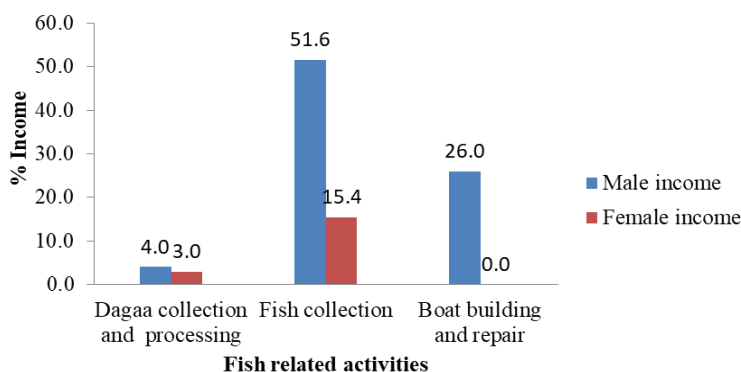 60.0
50.0
40.0
30.0
20.0
10.0
0.0
% Income
4.0
3.0
51.6
15.4
26.0
0.0
Dagaa collection
and processing
Fish collection
Boat building
and repair
Fish related activities
Male income
Female income